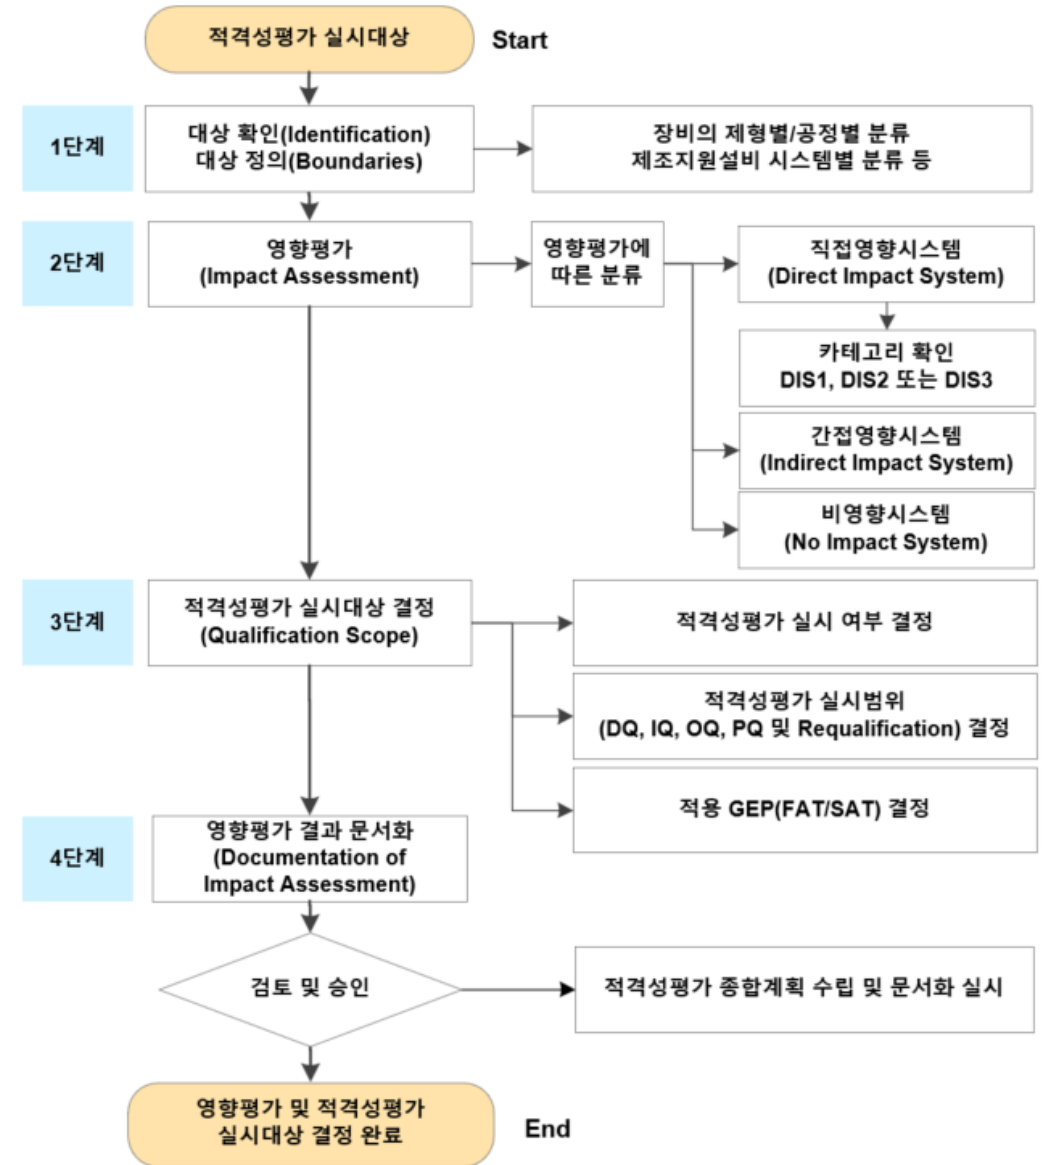 적격성평가 실시대상
Start
1단계
대상 확인(Identification)
대상 정의(Boundaries)
장비의 제형별/공정별 분류
제조지원설비 시스템별 분류 등
2단계
영향평가
(Impact Assessment)
영향평가에
따른 분류
직접영향시스템
(Direct Impact System)
카테고리 확인
DIS1, DIS2 또는 DIS3
간접영향시스템
(Indirect Impact System)
비영향시스템
(No Impact System)
3단계
적격성평가 실시대상 결정
(Qualification Scope)
적격성평가 실시 여부 결정
적격성평가 실시범위
(DQ, IQ, OQ, PQ 및 Requalification) 결정
적용 GEP(FAT/SAT) 결정
4단계
영향평가 결과 문서화
(Documentation of
Impact Assessment)
검토 및 승인
적격성평가 종합계획 수립 및 문서화 실시
영향평가 및 적격성평가
실시대상 결정 완료
End